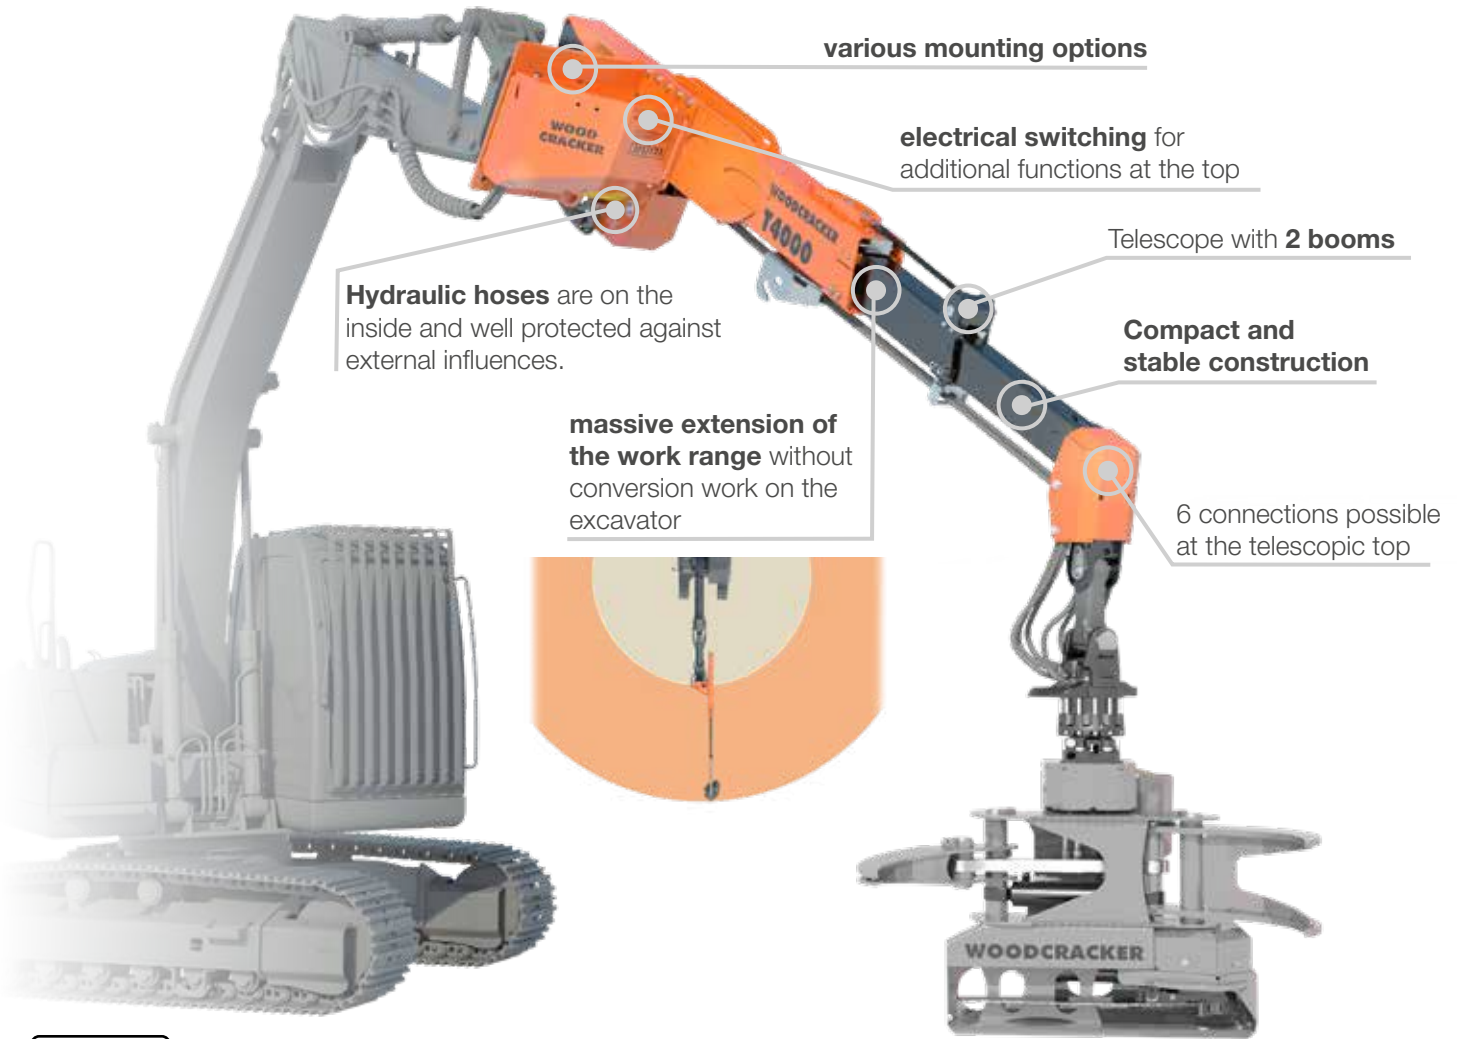 various mounting options
electrical switching for
additional functions at the top
Telescope with 2 booms
Hydraulic hoses are on the
inside and well protected against
external influences.
Compact and
stable construction
massive extension of
the work range without
conversion work on the
excavator
6 connections possible
at the telescopic top
WOOD
CRACKER
WOODCRACKER
T4000
WOODCRACKER